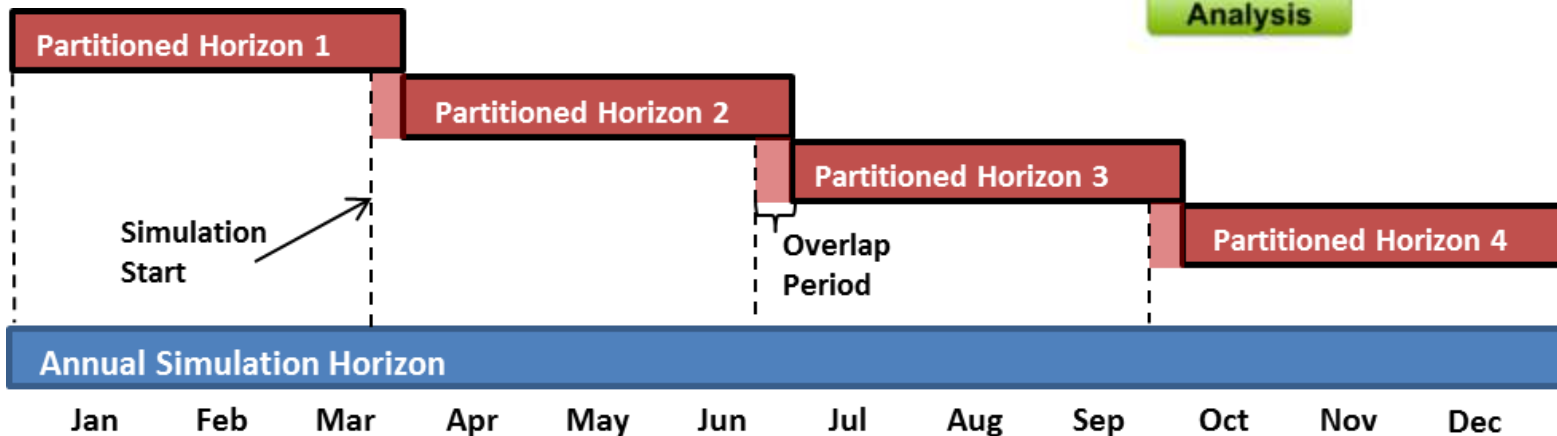 Analysis
Partitioned Horizon 1
Partitioned Horizon 2
Partitioned Horizon 3
Partitioned Horizon 4
Simulation
Start
Overlap
Period
Annual Simulation Horizon
Jan Feb Mar Apr May Jun Jul Aug Sep Oct Nov Dec